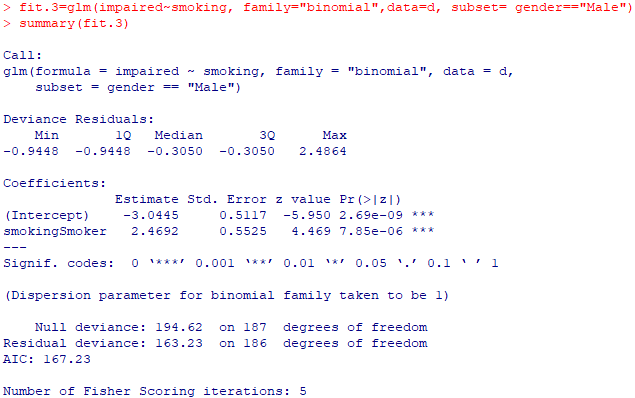 > fit.3=glm(impaired~smoking, family="binomial",data=d, subset= gender=="Male")
> summary(fit.3)
Call:
glm(formula = impaired ~ smoking, family = "binomial", data = d,
    subset = gender == "Male")
Deviance Residuals:
    Min       1Q   Median       3Q      Max
-0.9448  -0.9448  -0.3050  -0.3050   2.4864
Coefficients:
              Estimate Std. Error z value Pr(>|z|)
(Intercept)    -3.0445     0.5117  -5.950 2.69e-09 ***
smokingSmoker   2.4692     0.5525   4.469 7.85e-06 ***
---
Signif. codes:  0 ‘***’ 0.001 ‘**’ 0.01 ‘*’ 0.05 ‘.’ 0.1 ‘ ’ 1
(Dispersion parameter for binomial family taken to be 1)
    Null deviance: 194.62  on 187  degrees of freedom
Residual deviance: 163.23  on 186  degrees of freedom
AIC: 167.23
Number of Fisher Scoring iterations: 5